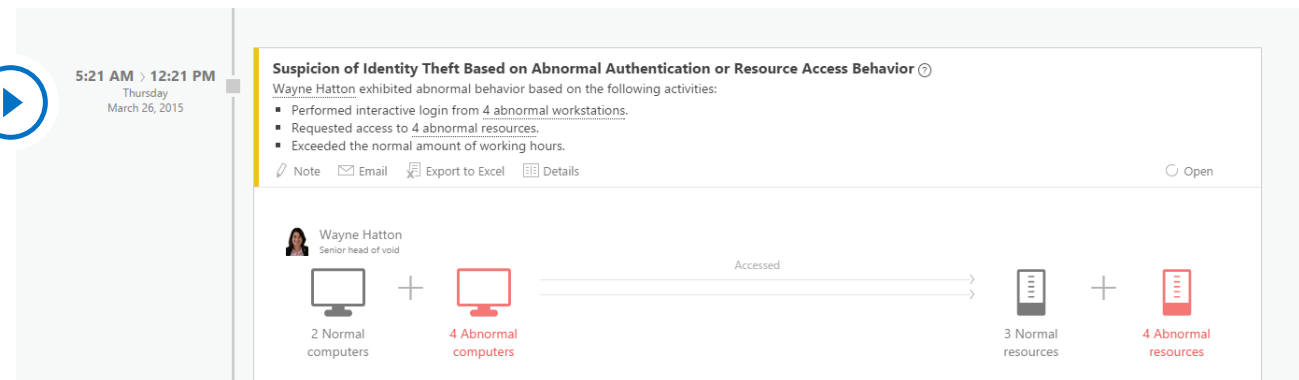 5:21 AM > 12:21 PM
Thursday
March 26, 2015
Suspicion of Identity Theft Based on Abnormal Authentication or Resource Access Behavior ?
Wayne Hatton exhibited abnormal behavior based on the following activities:
▪ Performed interactive login from 4 abnormal workstations.
▪ Requested access to 4 abnormal resources.
▪ Exceeded the normal amount of working hours.
Note Email Export to Excel Details Open
Wayne Hatton
Senior head of void
Accessed
2 Normal
computers
4 Abnormal
computers
3 Normal
resources
4 Abnormal
resources